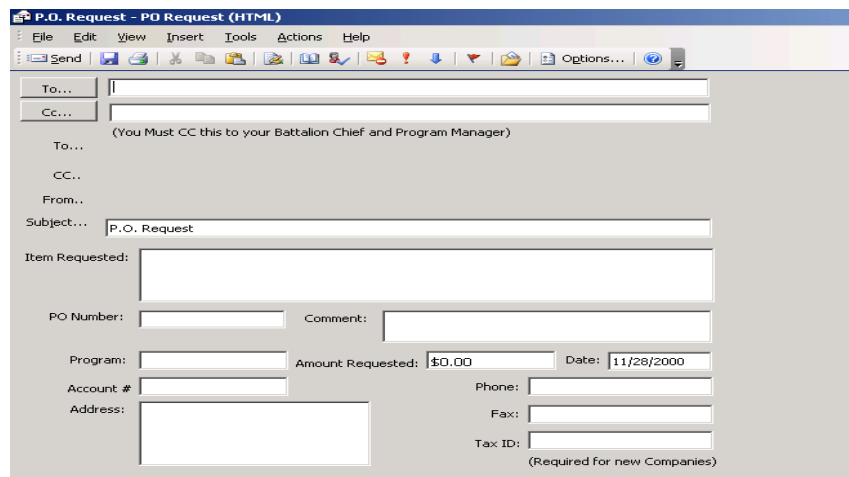 P.O. Request - PO Request (HTML)
File Edit View Insert Tools Actions Help
Send Options...
To...
Cc...
(You Must CC this to your Battalion Chief and Program Manager)
To...
CC..
From..
Subject... P.O. Request
Item Requested:
PO Number: Comment:
Program: Amount Requested: $0.00 Date: 11/28/2000
Account # Phone:
Address: Fax:
Tax ID:
(Required for new Companies)